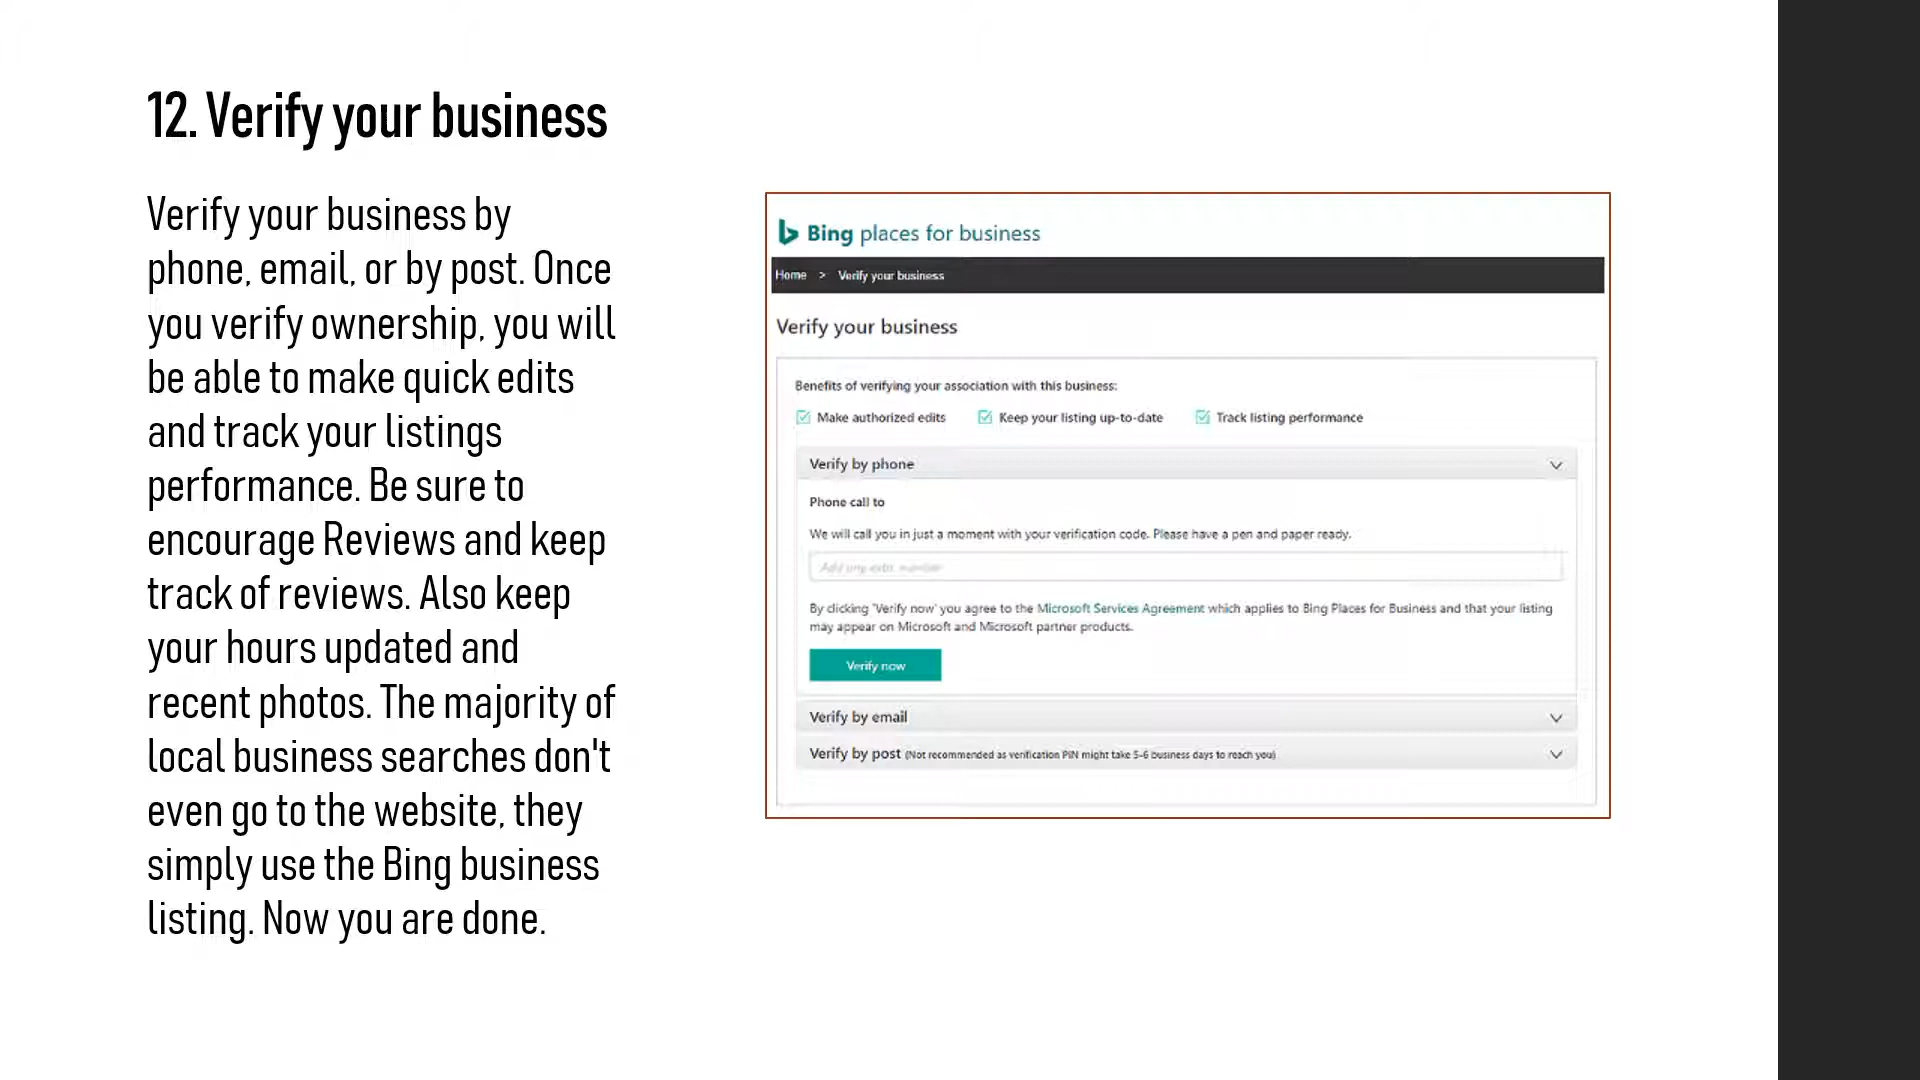 12. Verify your business
Verify your business by
phone, email, or by post. Once
you verify ownership, you will
be able to make quick edits
and track your listings
performance. Be sure to
encourage Reviews and keep
track of reviews. Also keep
your hours updated and
recent photos. The majority of
local business searches don't
even go to the website, they
simply use the Bing business
listing. Now you are done.
Bing places for business
Home > Verify your business
Verify your business
Benefits of verifying your association with this business:
Make authorized edits Keep your listing up-to-date Track listing performance
Verify by phone
Phone call to
We will call you in just a moment with your verification code. Please have a pen and paper ready.
Add any extn. number
By clicking 'Verify now' you agree to the Microsoft Services Agreement which applies to Bing Places for Business and that your listing
may appear on Microsoft and Microsoft partner products.
Verify now
Verify by email
Verify by post (Not recommended as verification PIN might take 5-6 business days to reach you)